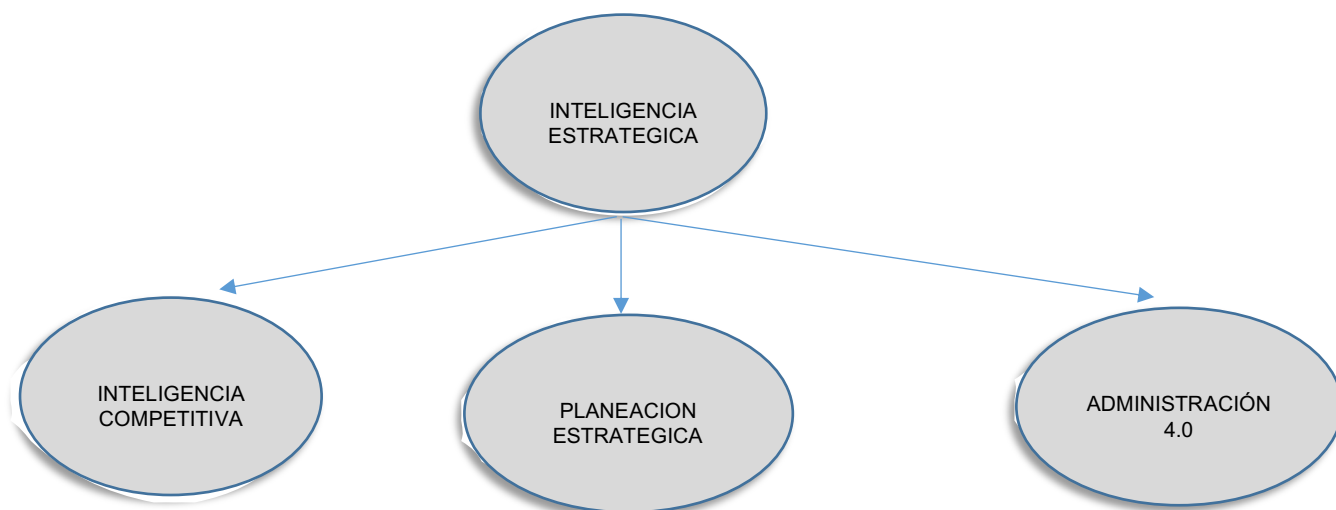 INTELIGENCIA
ESTRATEGICA
INTELIGENCIA
COMPETITIVA
PLANEACION
ESTRATEGICA
ADMINISTRACIÓN
4.0